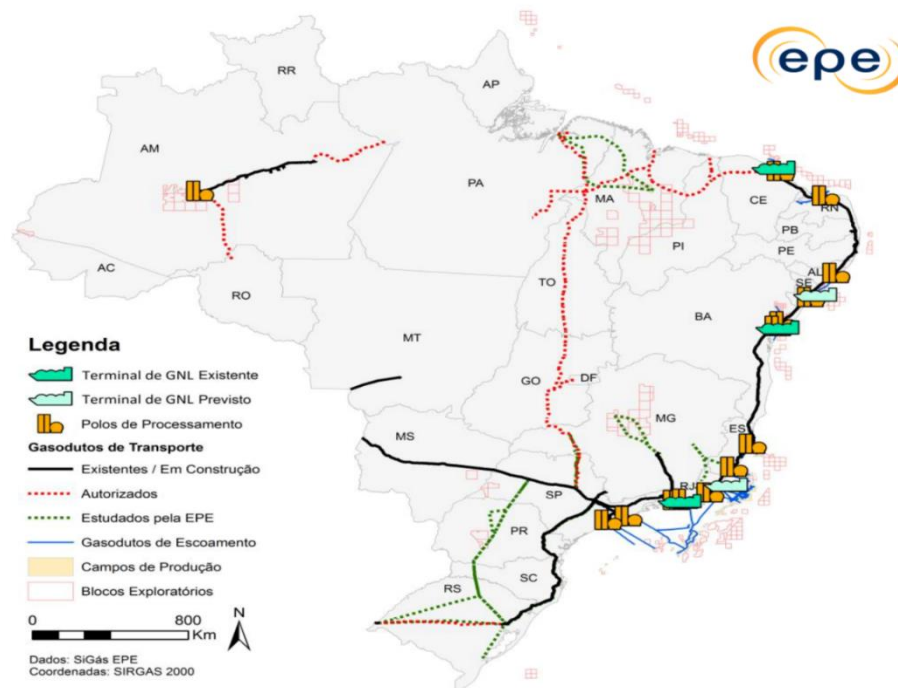 epe
RR
AP
AM
PA
MA
CE
RN
PB
PE
AL
SE
PI
AC
RO
TO
BA
MT
GO
DF
MG
ES
MS
SP
RJ
PR
SC
RS
Legenda
Terminal de GNL Existente
Terminal de GNL Previsto
Polos de Processamento
Gasodutos de Transporte
Existentes / Em Construção
Autorizados
Estudados pela EPE
Gasodutos de Escoamento
Campos de Produção
Blocos Exploratórios
0 800
Km
N
Dados: SiGás EPE
Coordenadas: SIRGAS 2000